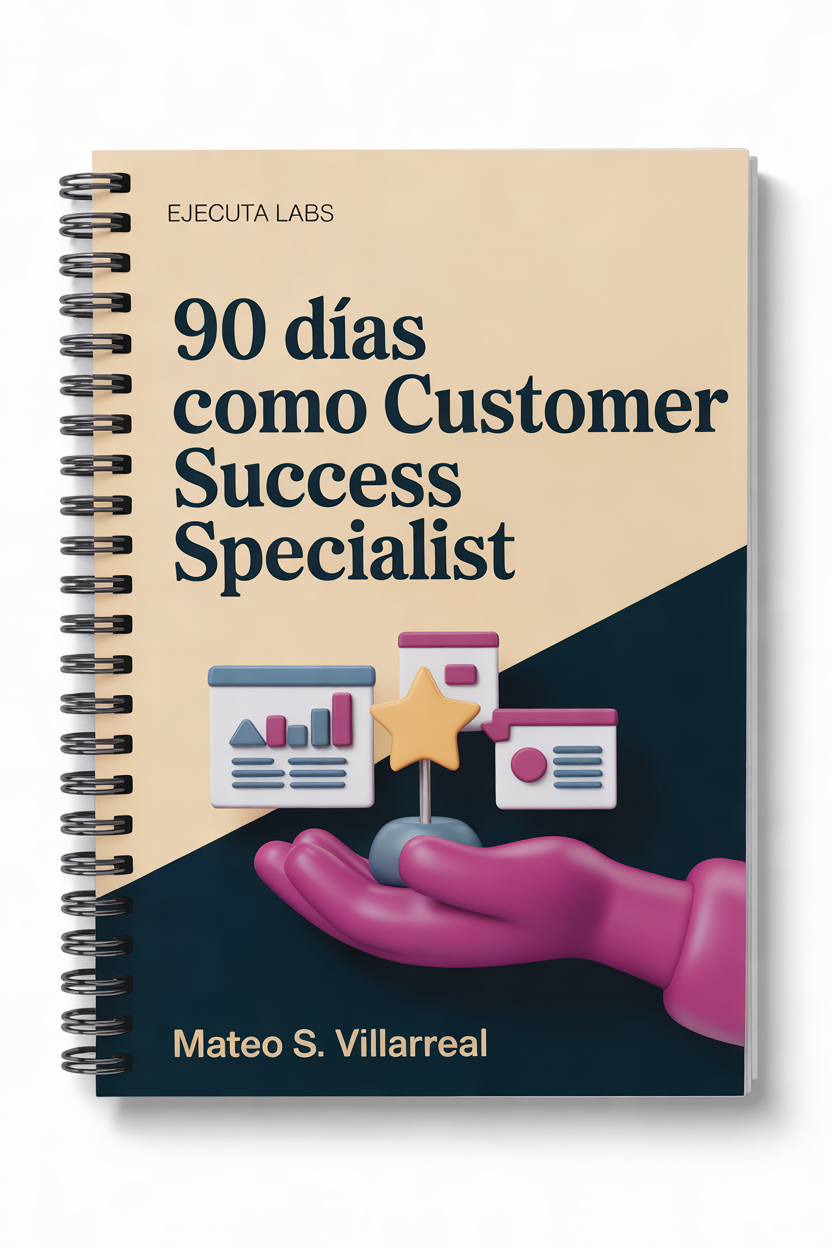 EJECUTA LABS
90 días
como Customer
Success
Specialist
Mateo S. Villarreal